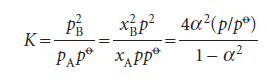 K = p_B^2 / (p_A p^⦵) = x_B^2 p^2 / (x_A p p^⦵) = 4α^2 (p/p^⦵) / (1 − α^2)